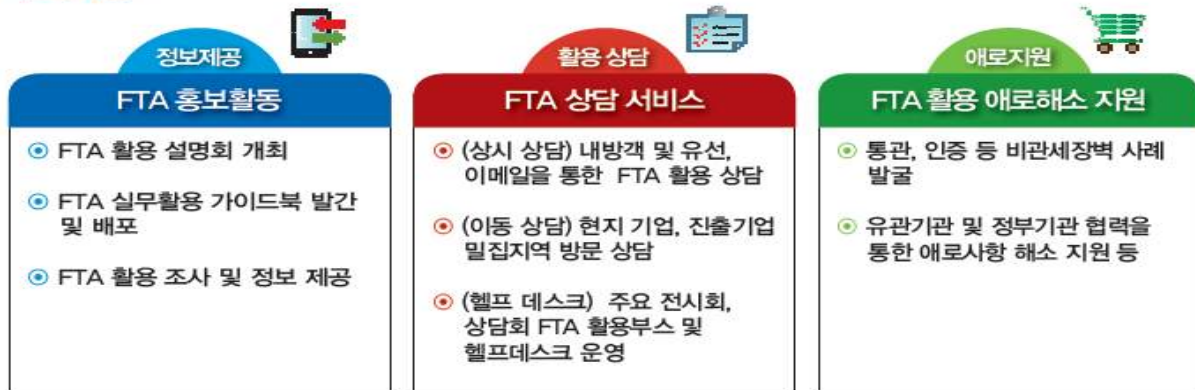 정보제공
FTA 홍보활동
FTA 활용 설명회 개최
FTA 실무활용 가이드북 발간
및 배포
FTA 활용 조사 및 정보 제공
활용 상담
FTA 상담 서비스
(상시 상담) 내방객 및 유선,
이메일을 통한 FTA 활용 상담
(이동 상담) 현지 기업, 진출기업
밀집지역 방문 상담
(헬프 데스크) 주요 전시회,
상담회 FTA 활용부스 및
헬프데스크 운영
애로지원
FTA 활용 애로해소 지원
통관, 인증 등 비관세장벽 사례
발굴
유관기관 및 정부기관 협력을
통한 애로사항 해소 지원 등